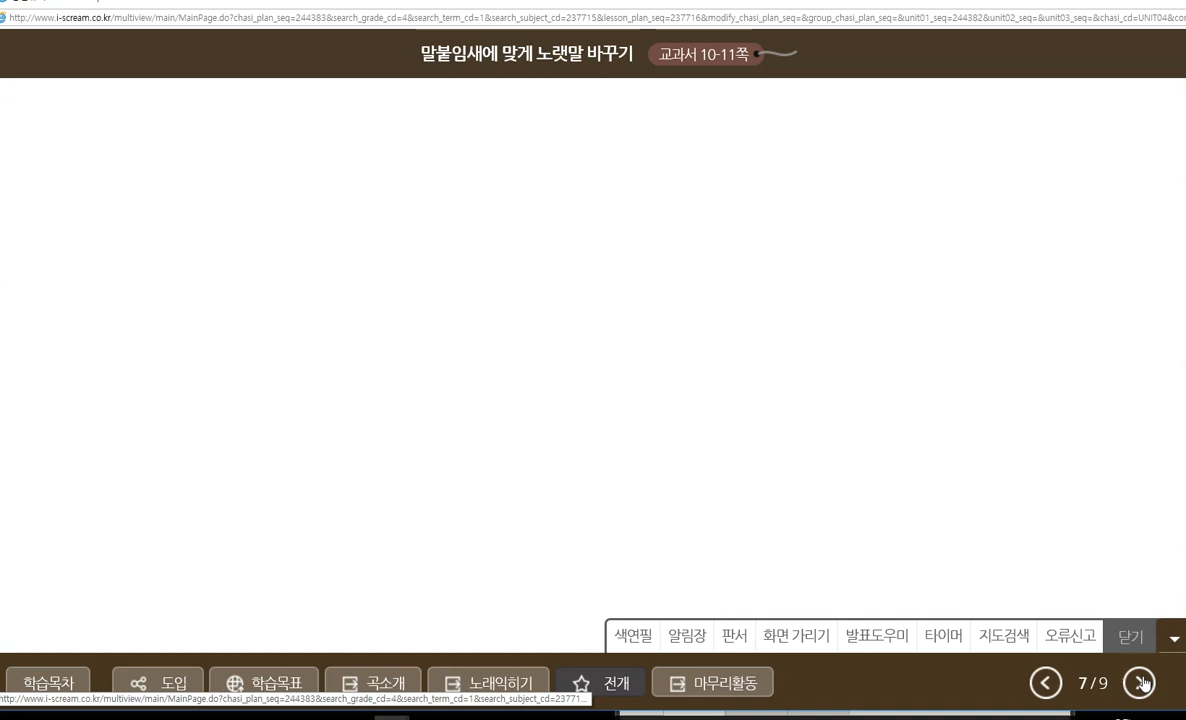 http://www.i-scream.co.kr/multiview/main/MainPage.do?chasi_plan_seq=244383&search_grade_cd=4&search_term_cd=1&search_subject_cd=237715&lesson_plan_seq=237716&modify_chasi_plan_seq=&group_chasi_plan_seq=&unit01_seq=244382&unit02_seq=&unit03_seq=&chasi_cd=UNIT04&cor
말붙임새에 맞게 노랫말 바꾸기 교과서 10-11쪽
색연필 알림장 판서 화면 가리기 발표도우미 타이머 지도검색 오류신고 닫기
학습목차 도입 학습목표 곡소개 노래익히기 전개 마무리활동 7 / 9
http://www.i-scream.co.kr/multiview/main/MainPage.do?chasi_plan_seq=244383&search_grade_cd=4&search_term_cd=1&search_subject_cd=23771...